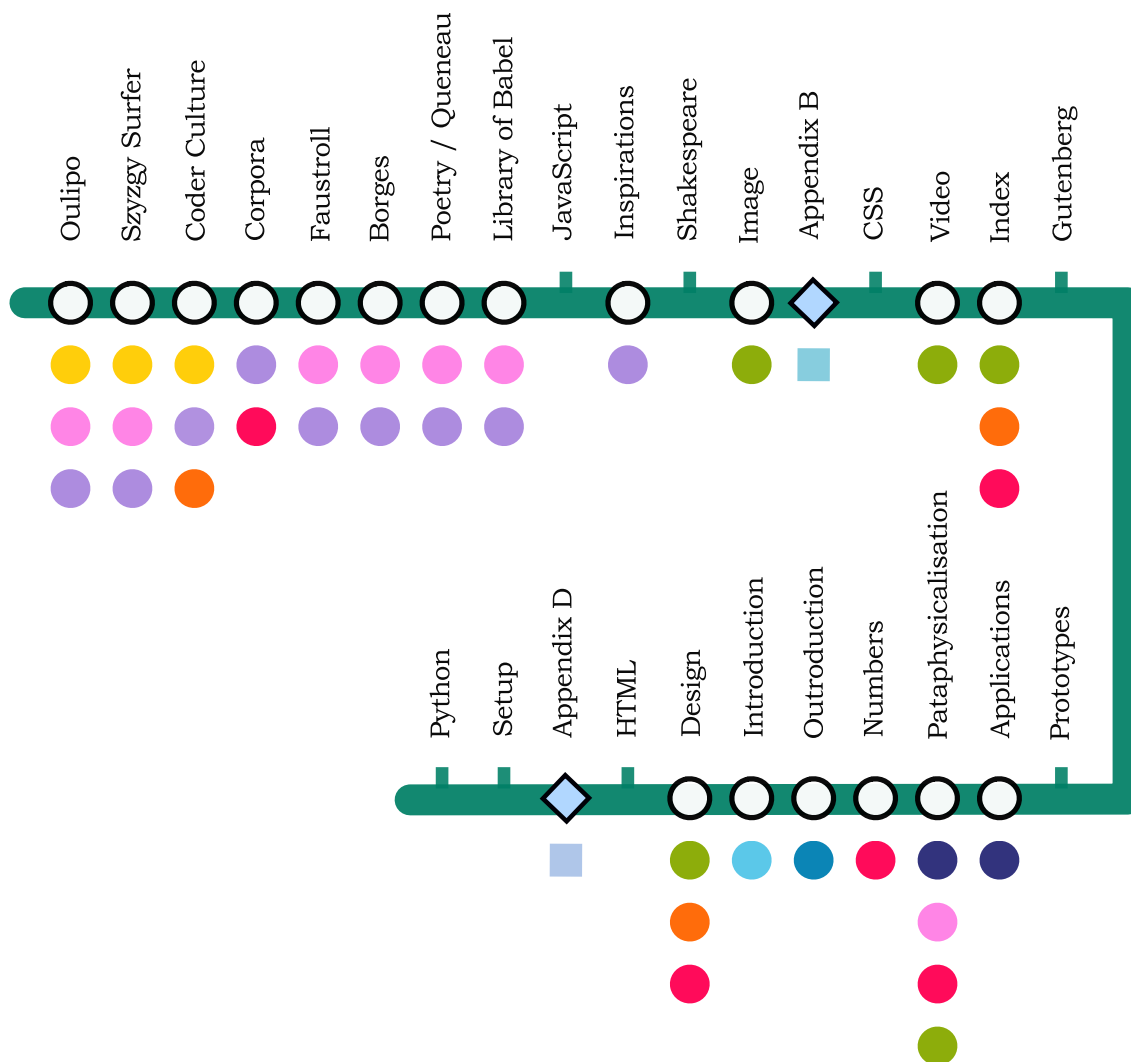 Oulipo
Szyzgy Surfer
Coder Culture
Corpora
Faustroll
Borges
Poetry / Queneau
Library of Babel
JavaScript
Inspirations
Shakespeare
Image
Appendix B
CSS
Video
Index
Gutenberg
Python
Setup
Appendix D
HTML
Design
Introduction
Outroduction
Numbers
Pataphysicalisation
Applications
Prototypes